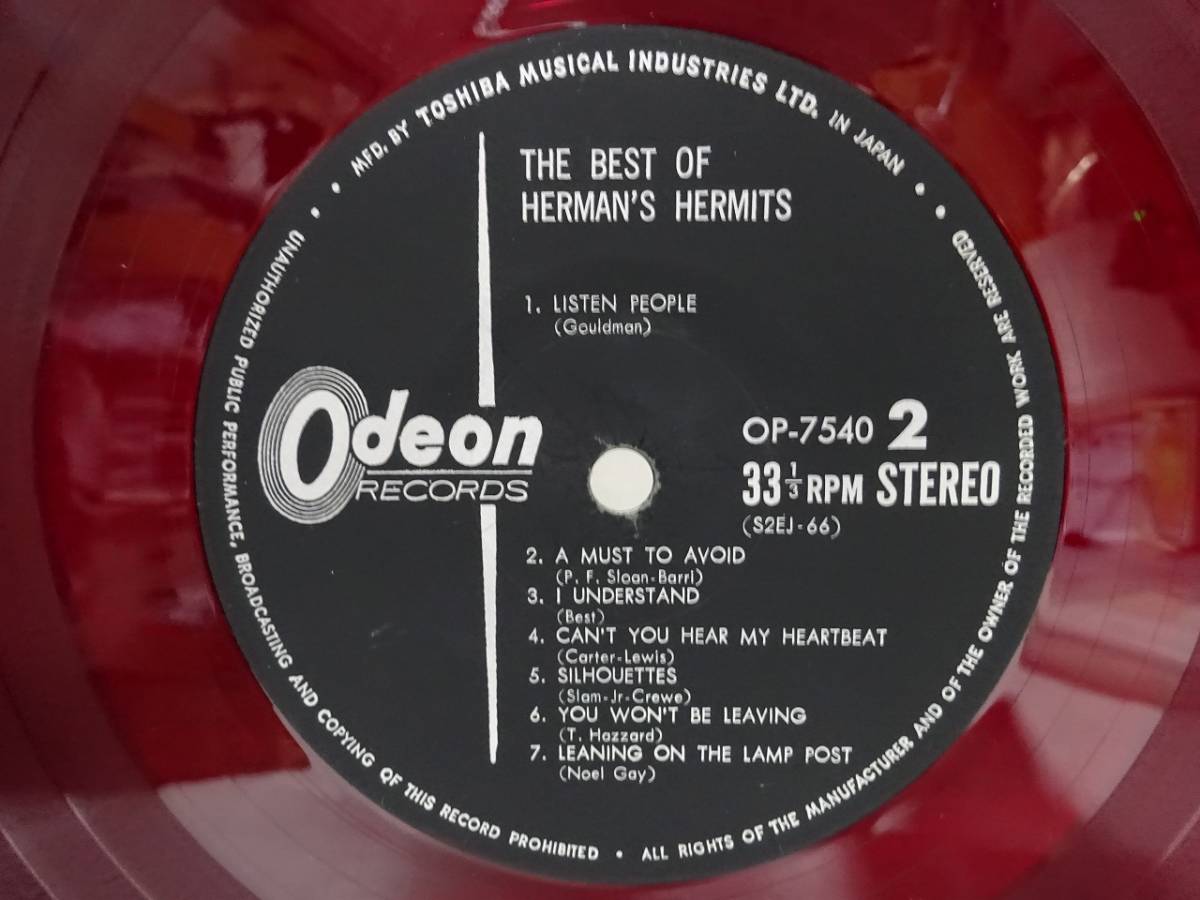 MFD. BY TOSHIBA MUSICAL INDUSTRIES LTD. IN JAPAN
THE BEST OF
HERMAN'S HERMITS
1. LISTEN PEOPLE
(Gouldman)
Odeon
RECORDS
OP-7540 2
33 1/3 RPM STEREO
(S2EJ-66)
2. A MUST TO AVOID
(P. F. Sloan-Barri)
3. I UNDERSTAND
(Best)
4. CAN'T YOU HEAR MY HEARTBEAT
(Carter-Lewis)
5. SILHOUETTES
(Slam-Jr-Crewe)
6. YOU WON'T BE LEAVING
(T. Hazzard)
7. LEANING ON THE LAMP POST
(Noel Gay)
UNAUTHORIZED PUBLIC PERFORMANCE, BROADCASTING AND COPYING OF THIS RECORD PROHIBITED • ALL RIGHTS OF THE MANUFACTURER AND OF THE OWNER OF THE RECORDED WORK ARE RESERVED